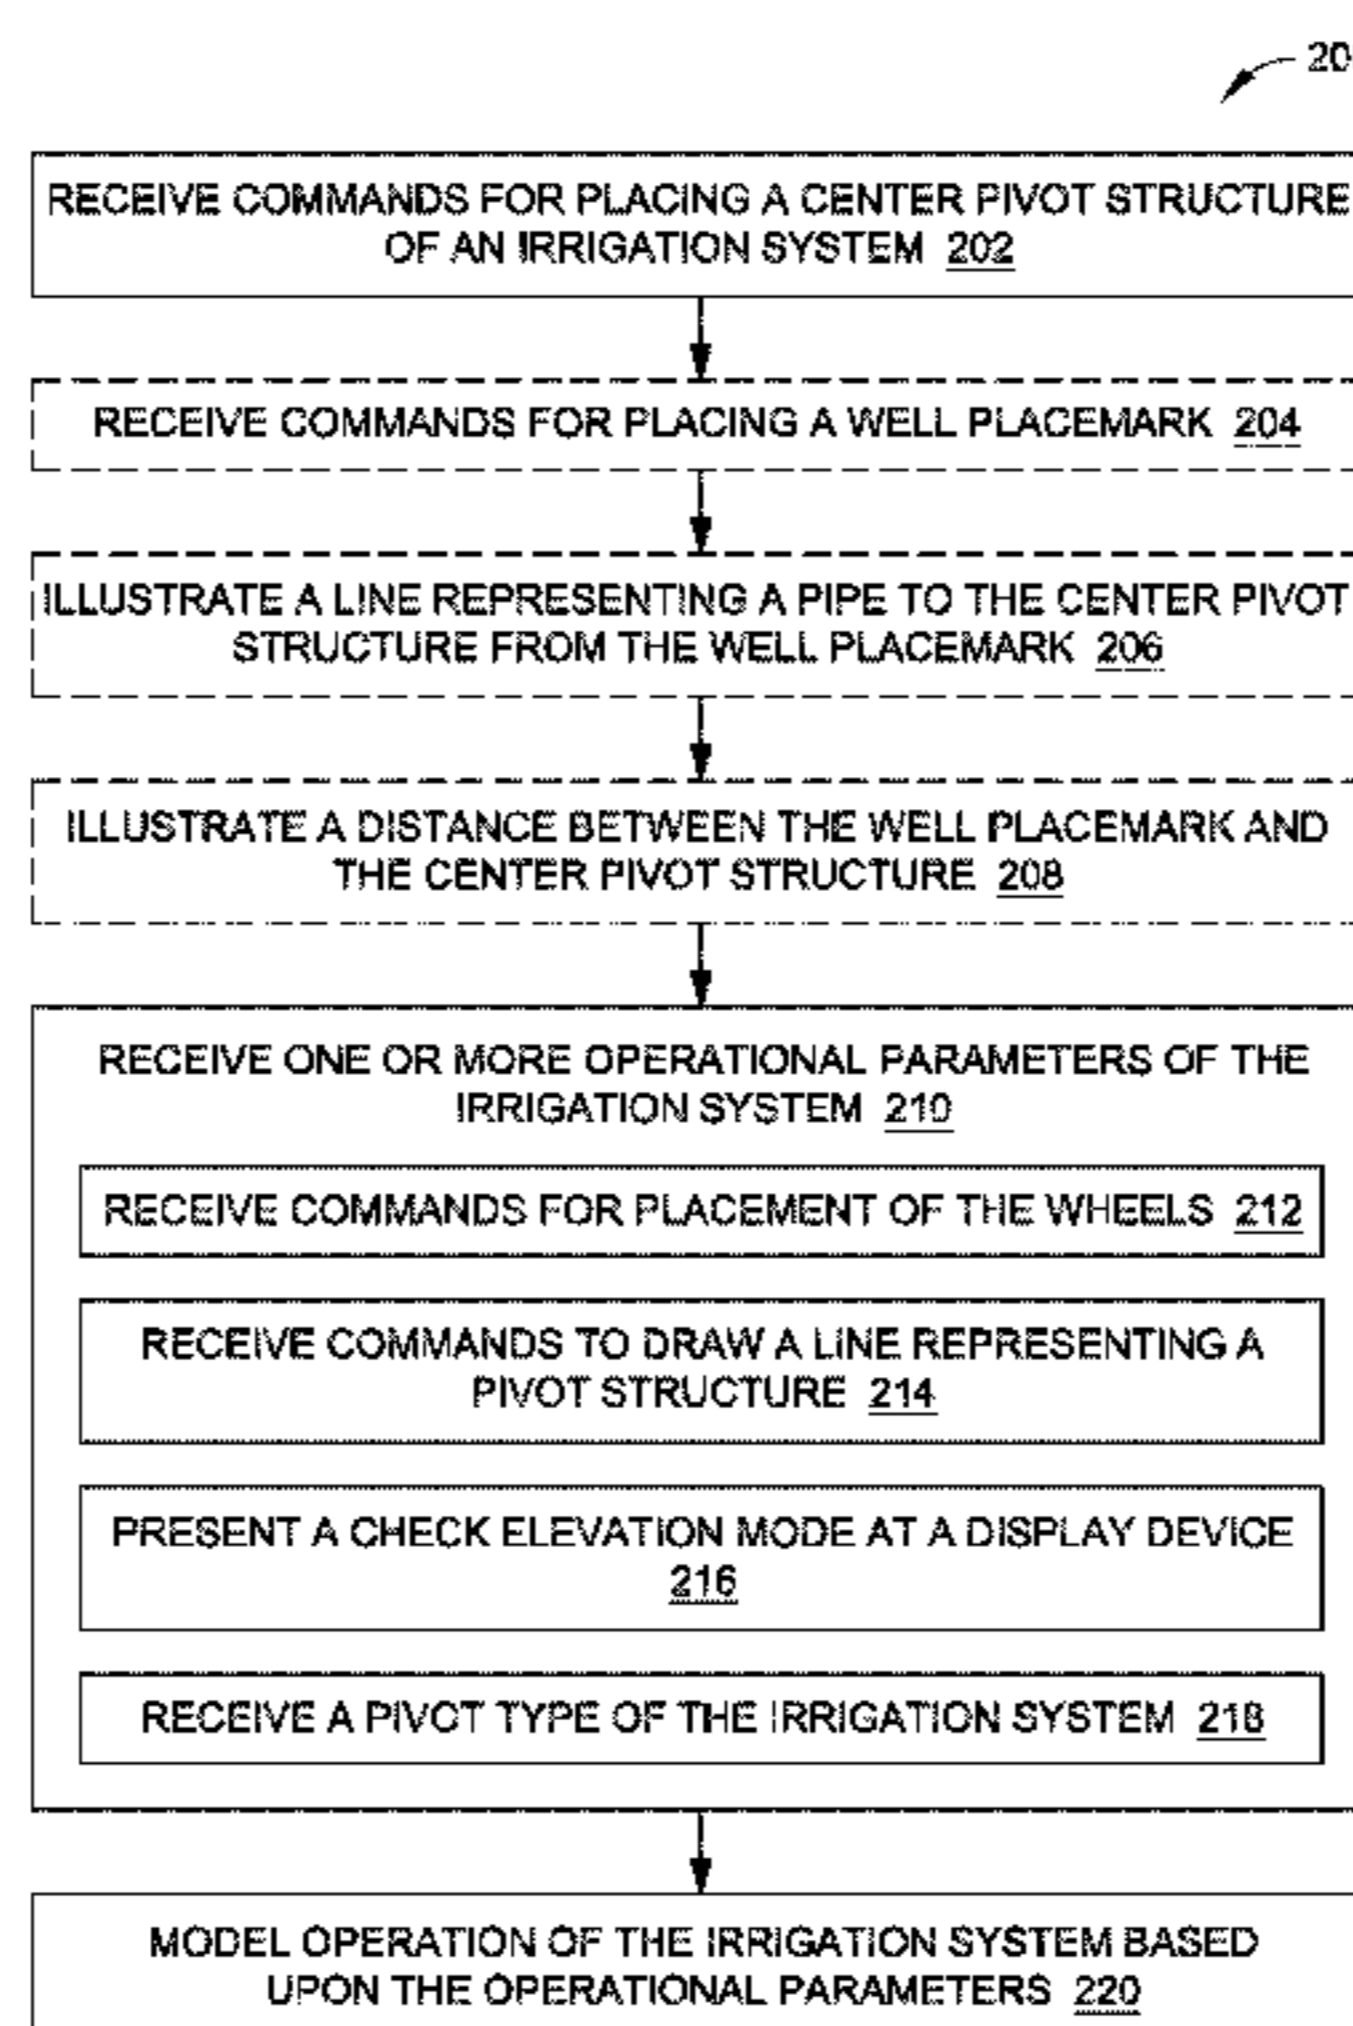 20
RECEIVE COMMANDS FOR PLACING A CENTER PIVOT STRUCTURE
OF AN IRRIGATION SYSTEM 202
RECEIVE COMMANDS FOR PLACING A WELL PLACEMARK 204
ILLUSTRATE A LINE REPRESENTING A PIPE TO THE CENTER PIVOT
STRUCTURE FROM THE WELL PLACEMARK 206
ILLUSTRATE A DISTANCE BETWEEN THE WELL PLACEMARK AND
THE CENTER PIVOT STRUCTURE 208
RECEIVE ONE OR MORE OPERATIONAL PARAMETERS OF THE
IRRIGATION SYSTEM 210
RECEIVE COMMANDS FOR PLACEMENT OF THE WHEELS 212
RECEIVE COMMANDS TO DRAW A LINE REPRESENTING A
PIVOT STRUCTURE 214
PRESENT A CHECK ELEVATION MODE AT A DISPLAY DEVICE
216
RECEIVE A PIVOT TYPE OF THE IRRIGATION SYSTEM 218
MODEL OPERATION OF THE IRRIGATION SYSTEM BASED
UPON THE OPERATIONAL PARAMETERS 220